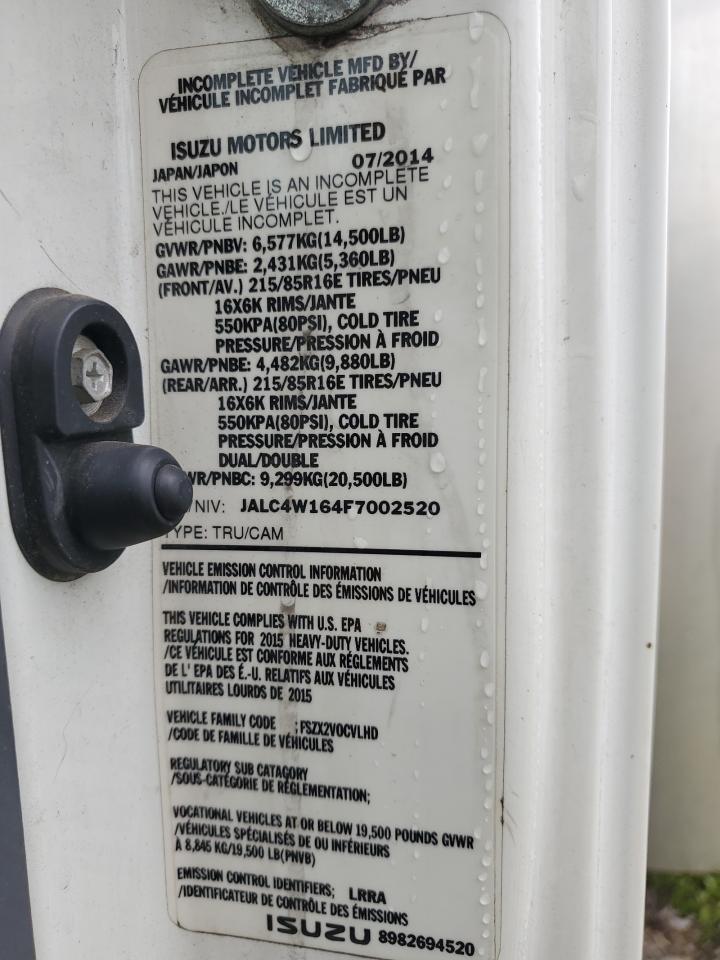 INCOMPLETE VEHICLE MFD BY/
VÉHICULE INCOMPLET FABRIQUÉ PAR
ISUZU MOTORS LIMITED
JAPAN/JAPON 07/2014
THIS VEHICLE IS AN INCOMPLETE
VEHICLE./LE VÉHICULE EST UN
VÉHICULE INCOMPLET.
GVWR/PNBV: 6,577KG(14,500LB)
GAWR/PNBE: 2,431KG(5,360LB)
(FRONT/AV.) 215/85R16E TIRES/PNEU
16X6K RIMS/JANTE
550KPA(80PSI), COLD TIRE
PRESSURE/PRESSION À FROID
GAWR/PNBE: 4,482KG(9,880LB)
(REAR/ARR.) 215/85R16E TIRES/PNEU
16X6K RIMS/JANTE
550KPA(80PSI), COLD TIRE
PRESSURE/PRESSION À FROID
DUAL/DOUBLE
WR/PNBC: 9,299KG(20,500LB)
/NIV: JALC4W164F7002520
TYPE: TRU/CAM
VEHICLE EMISSION CONTROL INFORMATION
/INFORMATION DE CONTRÔLE DES ÉMISSIONS DE VÉHICULES
THIS VEHICLE COMPLIES WITH U.S. EPA
REGULATIONS FOR 2015 HEAVY-DUTY VEHICLES.
/CE VÉHICULE EST CONFORME AUX RÉGLEMENTS
DE L' EPA DES É.-U. RELATIFS AUX VÉHICULES
UTILITAIRES LOURDS DE 2015
VEHICLE FAMILY CODE ;FSZX2VOCVLHD
/CODE DE FAMILLE DE VÉHICULES
REGULATORY SUB CATAGORY
/SOUS-CATÉGORIE DE RÉGLEMENTATION;
VOCATIONAL VEHICLES AT OR BELOW 19,500 POUNDS GVWR
/VÉHICULES SPÉCIALISÉS DE OU INFÉRIEURS
À 8,845 KG/19,500 LB(PNVB)
EMISSION CONTROL IDENTIFIERS; LRRA
/IDENTIFICATEUR DE CONTRÔLE DES ÉMISSIONS
ISUZU 8982694520